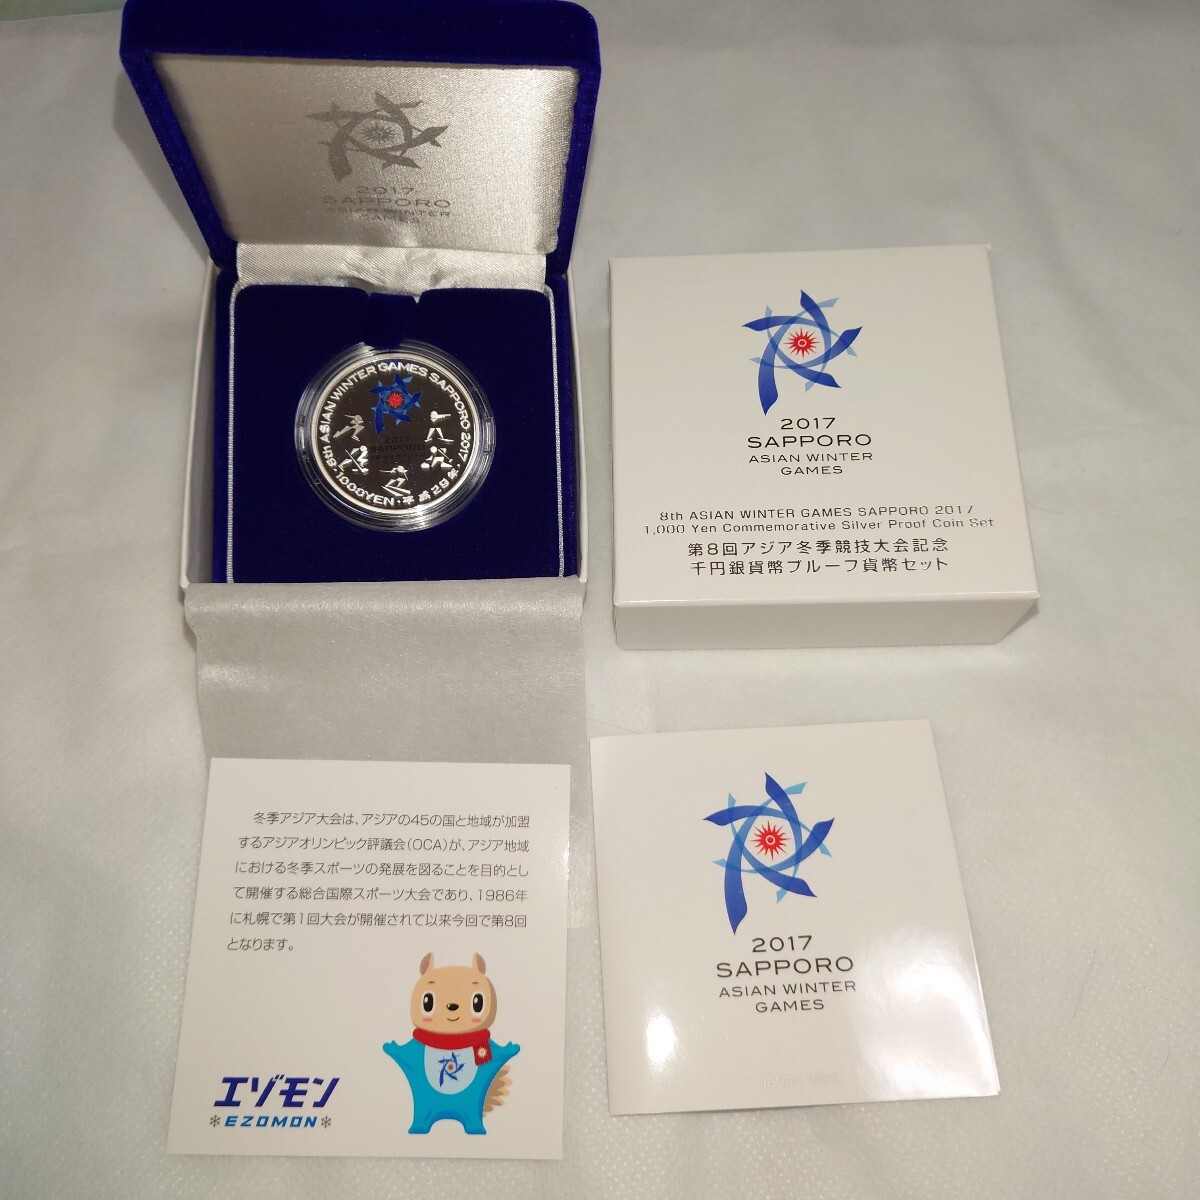 2017
SAPPORO
ASIAN WINTER
GAMES
8th ASIAN WINTER GAMES SAPPORO 2017・
1000YEN・平成29年・
2017
SAPPORO
ASIAN WINTER
2017
SAPPORO
ASIAN WINTER
GAMES
8th ASIAN WINTER GAMES SAPPORO 2017
1,000 Yen Commemorative Silver Proof Coin Set
第8回アジア冬季競技大会記念
千円銀貨幣プルーフ貨幣セット
冬季アジア大会は、アジアの45の国と地域が加盟
するアジアオリンピック評議会(OCA)が、アジア地域
における冬季スポーツの発展を図ることを目的とし
て開催する総合国際スポーツ大会であり、1986年
に札幌で第1回大会が開催されて以来今回で第8回
となります。
エゾモン
EZOMON
2017
SAPPORO
ASIAN WINTER
GAMES